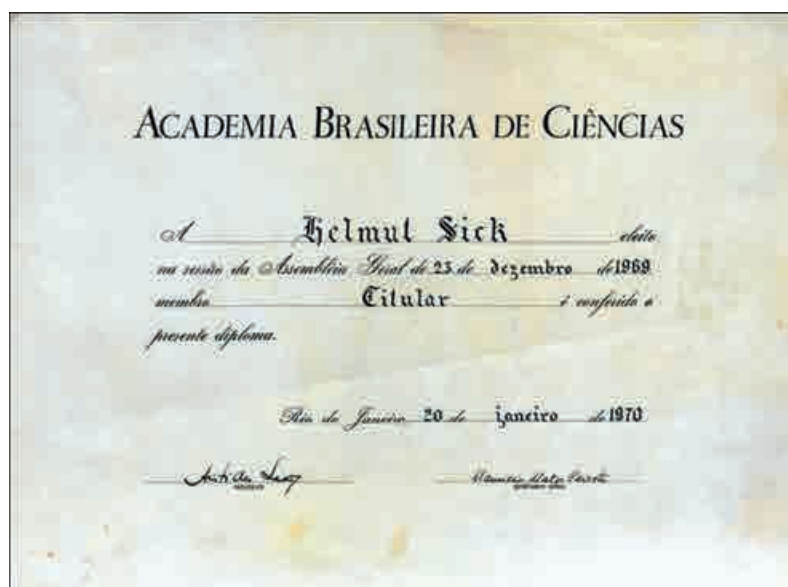 ACADEMIA BRASILEIRA DE CIÊNCIAS
A Helmut Sick eleito
na sessão da Assembléia Geral de 23 de dezembro de 1969
membro Titular é conferido o
presente diploma.
Rio de Janeiro 20 de janeiro de 1970